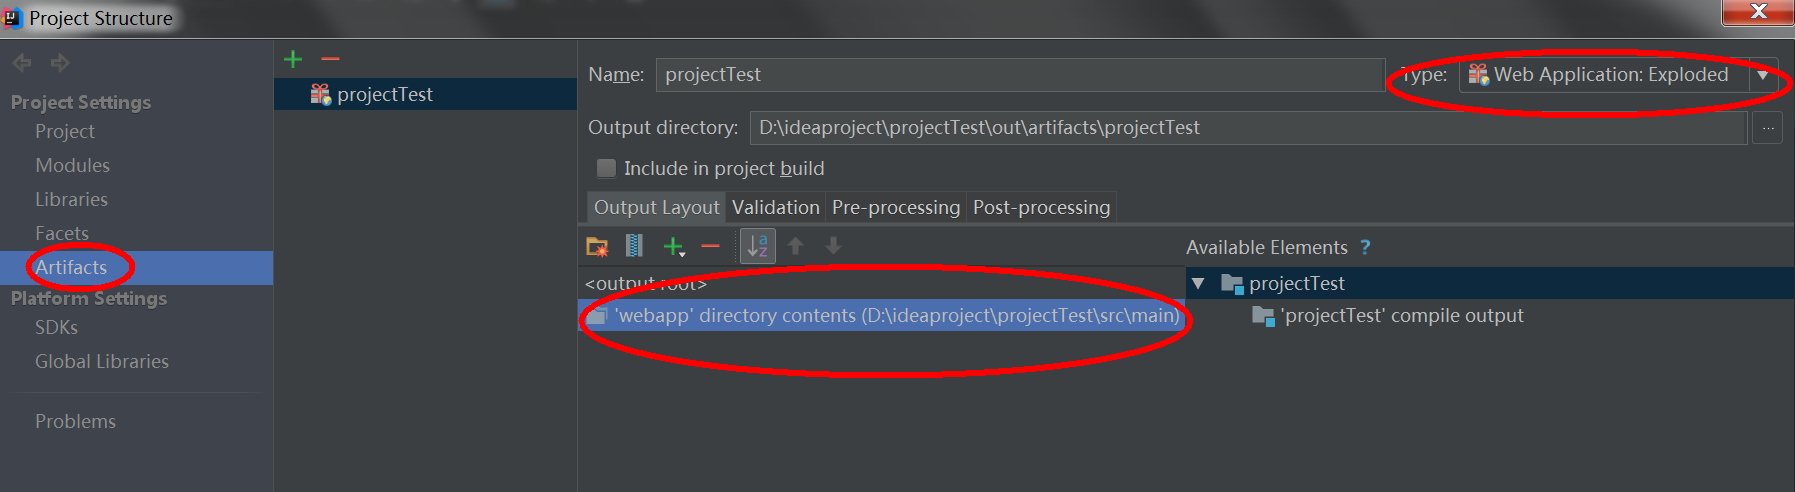 Project Structure
Project Settings
Project
Modules
Libraries
Facets
Artifacts
Platform Settings
SDKs
Global Libraries
Problems
projectTest
Name: projectTest
Type: Web Application: Exploded
Output directory: D:\ideaproject\projectTest\out\artifacts\projectTest
...
Include in project build
Output Layout Validation Pre-processing Post-processing
Available Elements ?
<output root>
'webapp' directory contents (D:\ideaproject\projectTest\src\main)
projectTest
'projectTest' compile output